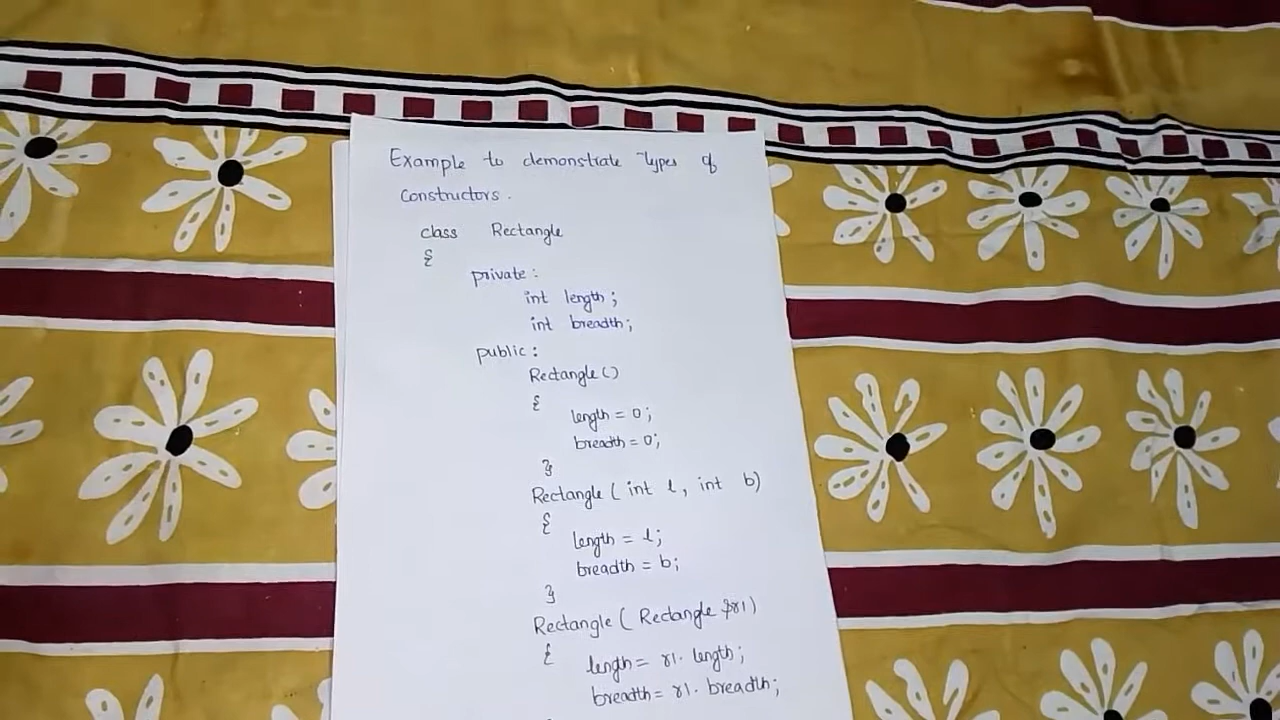 Example to demonstrate Types of
Constructors.
class Rectangle
{
private:
int length;
int breadth;
public:
Rectangle()
{
length = 0;
breadth = 0;
}
Rectangle (int l, int b)
{
length = l;
breadth = b;
}
Rectangle (Rectangle &r1)
{
length = r1. length;
breadth = r1. breadth;